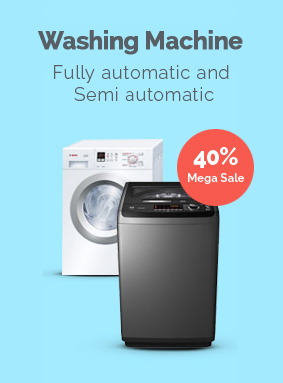 Washing Machine
Fully automatic and
Semi automatic
40%
Mega Sale